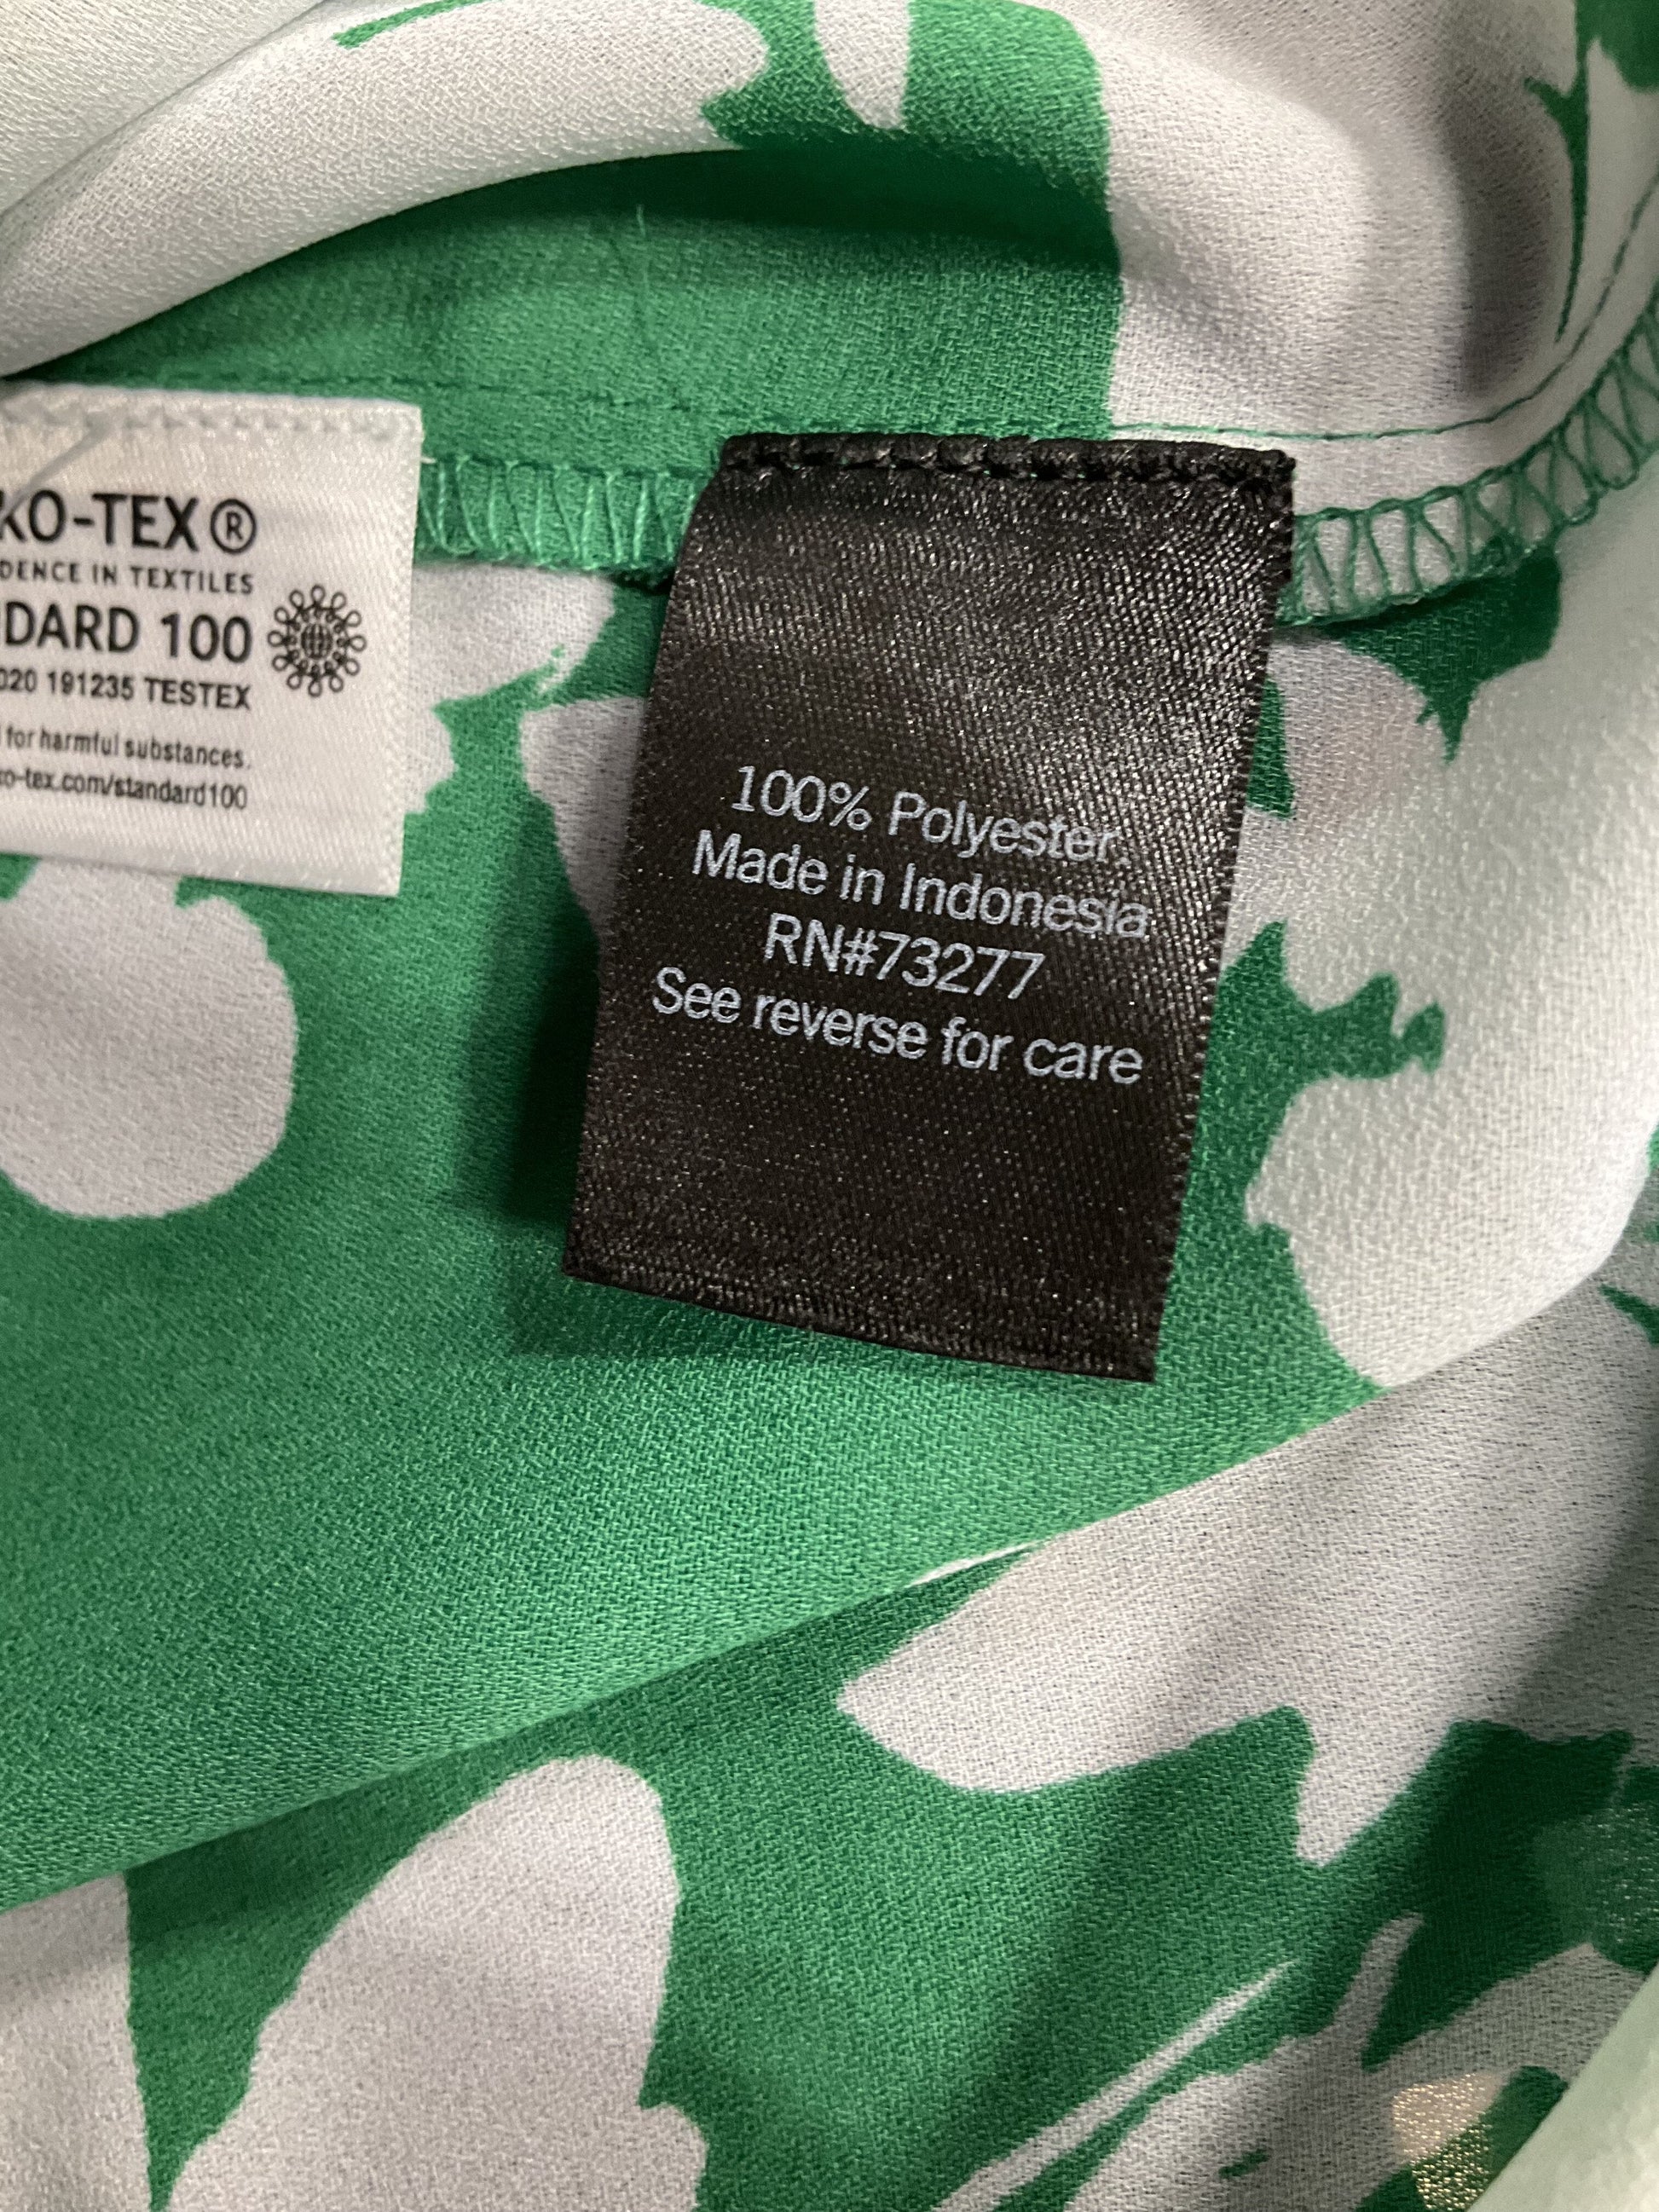 KO-TEX®
DENCE IN TEXTILES
DARD 100
020 191235 TESTEX
for harmful substances.
ko-tex.com/standard100
100% Polyester.
Made in Indonesia
RN#73277
See reverse for care